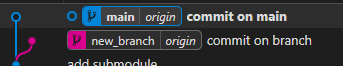 main origin commit on main
new_branch origin commit on branch
add submodule